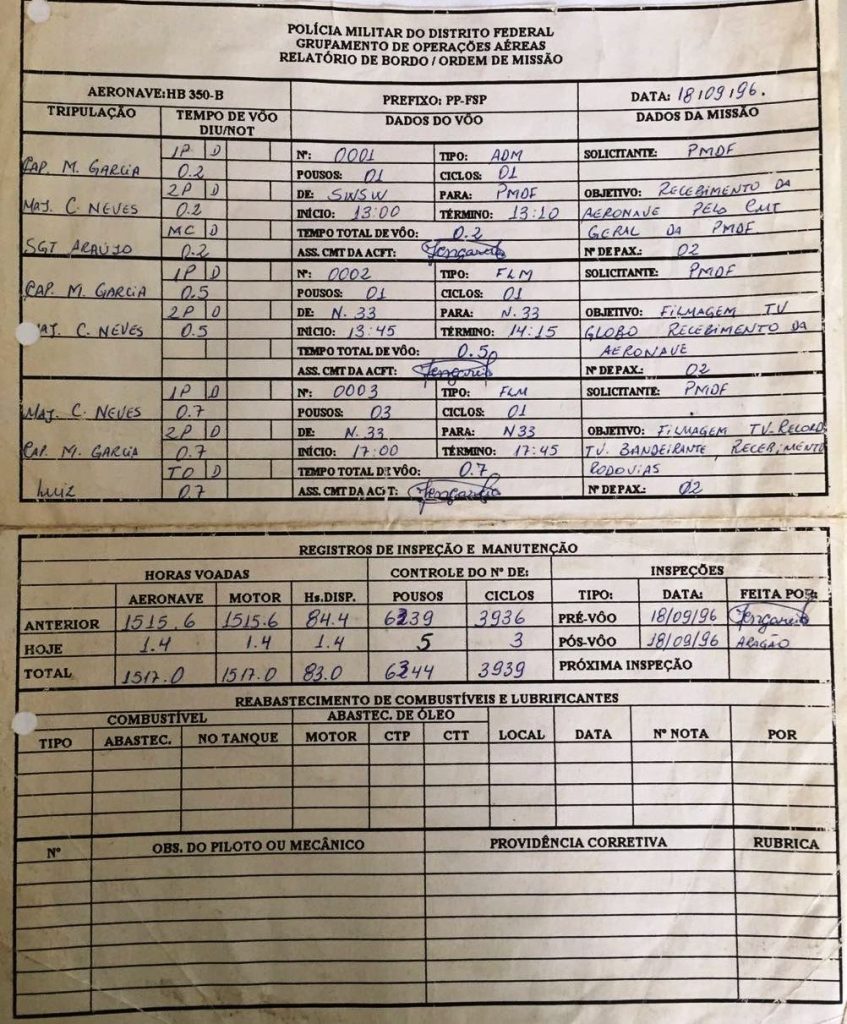 POLÍCIA MILITAR DO DISTRITO FEDERAL
GRUPAMENTO DE OPERAÇÕES AÉREAS
RELATÓRIO DE BORDO / ORDEM DE MISSÃO
AERONAVE:HB 350-B PREFIXO: PP-FSP DATA: 18/09/96.
TRIPULAÇÃO TEMPO DE VÔO DIU/NOT DADOS DO VÔO DADOS DA MISSÃO
1P D Nº: 0001 TIPO: ADM SOLICITANTE: PMDF
CAP. M. GARCIA 0.2 POUSOS: 01 CICLOS: 01
2P D DE: SWSW PARA: PMDF OBJETIVO: RECEBIMENTO DA
MAJ. C. NEVES 0.2 INÍCIO: 13:00 TÉRMINO: 13:10 AERONAVE PELO CMT
MC D TEMPO TOTAL DE VÔO: 0.2 GERAL DA PMDF
SGT ARAÚJO 0.2 ASS. CMT DA ACFT: Nº DE PAX.: 02
1P D Nº: 0002 TIPO: FLM SOLICITANTE: PMDF
CAP. M. GARCIA 0.5 POUSOS: 01 CICLOS: 01
2P D DE: N.33 PARA: N.33 OBJETIVO: FILMAGEM TV
MAJ. C. NEVES 0.5 INÍCIO: 13:45 TÉRMINO: 14:15 GLOBO RECEBIMENTO DA
TEMPO TOTAL DE VÔO: 0.5 AERONAVE
ASS. CMT DA ACFT: Nº DE PAX.: 02
1P D Nº: 0003 TIPO: FLM SOLICITANTE: PMDF
MAJ. C. NEVES 0.7 POUSOS: 03 CICLOS: 01
2P D DE: N.33 PARA: N33 OBJETIVO: FILMAGEM TV-RECORD
CAP. M. GARCIA 0.7 INÍCIO: 17:00 TÉRMINO: 17:45 TV. BANDEIRANTE, RECEBIMENTO
TO D TEMPO TOTAL DE VÔO: 0.7 RODOVIAS
LUIZ 0.7 ASS. CMT DA ACFT: Nº DE PAX.: 02
REGISTROS DE INSPEÇÃO E MANUTENÇÃO
HORAS VOADAS CONTROLE DO Nº DE: INSPEÇÕES
AERONAVE MOTOR Hs.DISP. POUSOS CICLOS TIPO: DATA: FEITA POR:
ANTERIOR 1515.6 1515.6 84.4 6239 3936 PRÉ-VÔO 18/09/96
HOJE 1.4 1.4 1.4 5 3 PÓS-VÔO 18/09/96 ARAGÃO
TOTAL 1517.0 1517.0 83.0 6244 3939 PRÓXIMA INSPEÇÃO
REABASTECIMENTO DE COMBUSTÍVEIS E LUBRIFICANTES
COMBUSTÍVEL ABASTEC. DE ÓLEO
TIPO ABASTEC. NO TANQUE MOTOR CTP CTT LOCAL DATA Nº NOTA POR
Nº OBS. DO PILOTO OU MECÂNICO PROVIDÊNCIA CORRETIVA RUBRICA